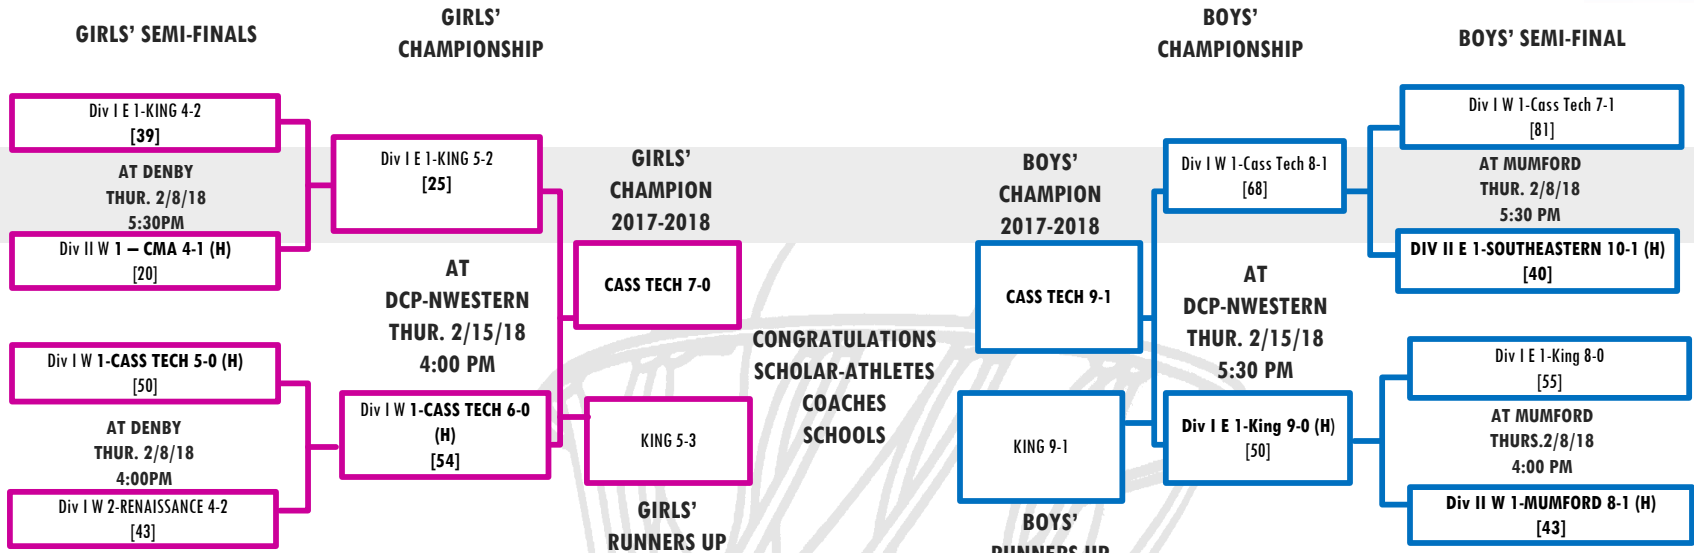 GIRLS' SEMI-FINALS
GIRLS'
CHAMPIONSHIP
BOYS'
CHAMPIONSHIP
BOYS' SEMI-FINAL
Div I E 1-KING 4-2
[39]
AT DENBY
THUR. 2/8/18
5:30PM
Div II W 1 – CMA 4-1 (H)
[20]
Div I W 1-CASS TECH 5-0 (H)
[50]
AT DENBY
THUR. 2/8/18
4:00PM
Div I W 2-RENAISSANCE 4-2
[43]
Div I E 1-KING 5-2
[25]
AT
DCP-NWESTERN
THUR. 2/15/18
4:00 PM
Div I W 1-CASS TECH 6-0
(H)
[54]
GIRLS'
CHAMPION
2017-2018
CASS TECH 7-0
KING 5-3
GIRLS'
RUNNERS UP
CONGRATULATIONS
SCHOLAR-ATHLETES
COACHES
SCHOOLS
BOYS'
CHAMPION
2017-2018
CASS TECH 9-1
KING 9-1
BOYS'
RUNNERS UP
Div I W 1-Cass Tech 8-1
[68]
AT
DCP-NWESTERN
THUR. 2/15/18
5:30 PM
Div I E 1-King 9-0 (H)
[50]
Div I W 1-Cass Tech 7-1
[81]
AT MUMFORD
THUR. 2/8/18
5:30 PM
DIV II E 1-SOUTHEASTERN 10-1 (H)
[40]
Div I E 1-King 8-0
[55]
AT MUMFORD
THURS.2/8/18
4:00 PM
Div II W 1-MUMFORD 8-1 (H)
[43]